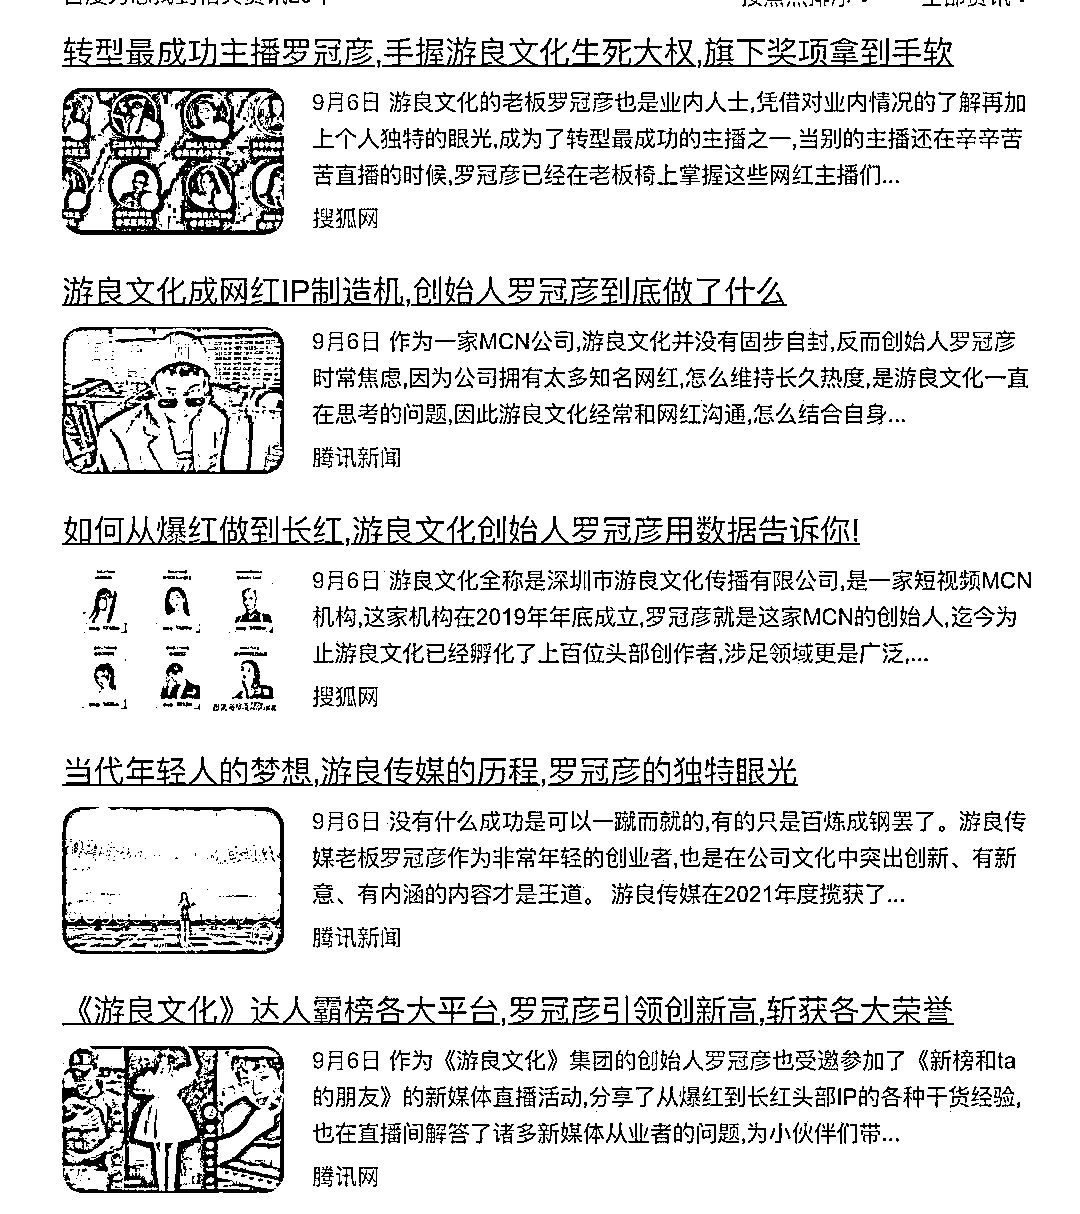 转型最成功主播罗冠彦,手握游良文化生死大权,旗下奖项拿到手软
9月6日 游良文化的老板罗冠彦也是业内人士,凭借对业内情况的了解再加
上个人独特的眼光,成为了转型最成功的主播之一,当别的主播还在辛辛苦
苦直播的时候,罗冠彦已经在老板椅上掌握这些网红主播们...
搜狐网
游良文化成网红IP制造机,创始人罗冠彦到底做了什么
9月6日 作为一家MCN公司,游良文化并没有固步自封,反而创始人罗冠彦
时常焦虑,因为公司拥有太多知名网红,怎么维持长久热度,是游良文化一直
在思考的问题,因此游良文化经常和网红沟通,怎么结合自身...
腾讯新闻
如何从爆红做到长红,游良文化创始人罗冠彦用数据告诉你!
9月6日 游良文化全称是深圳市游良文化传播有限公司,是一家短视频MCN
机构,这家机构在2019年年底成立,罗冠彦就是这家MCN的创始人,迄今为
止游良文化已经孵化了上百位头部创作者,涉足领域更是广泛,...
搜狐网
当代年轻人的梦想,游良传媒的历程,罗冠彦的独特眼光
9月6日 没有什么成功是可以一蹴而就的,有的只是百炼成钢罢了。游良传
媒老板罗冠彦作为非常年轻的创业者,也是在公司文化中突出创新、有新
意、有内涵的内容才是王道。 游良传媒在2021年度揽获了...
腾讯新闻
《游良文化》达人霸榜各大平台,罗冠彦引领创新高,斩获各大荣誉
9月6日 作为《游良文化》集团的创始人罗冠彦也受邀参加了《新榜和ta
的朋友》的新媒体直播活动,分享了从爆红到长红头部IP的各种干货经验,
也在直播间解答了诸多新媒体从业者的问题,为小伙伴们带...
腾讯网